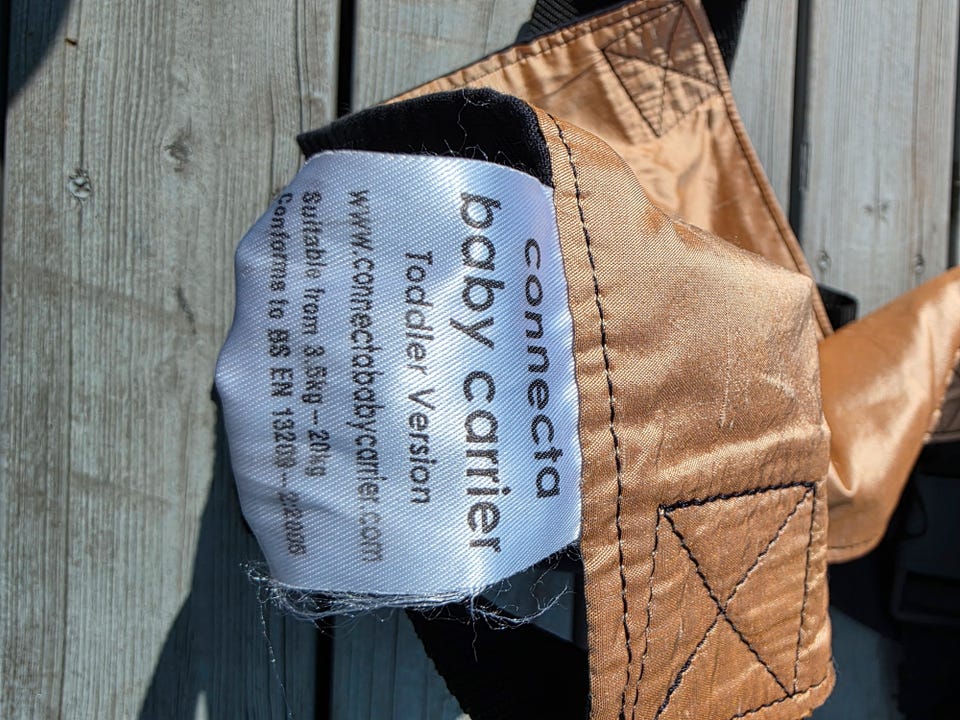 connecta
baby carrier
Toddler Version
www.connectababycarrier.com
Suitable from 3.5kg-20kg
Conforms to BS EN 13209-2:2005